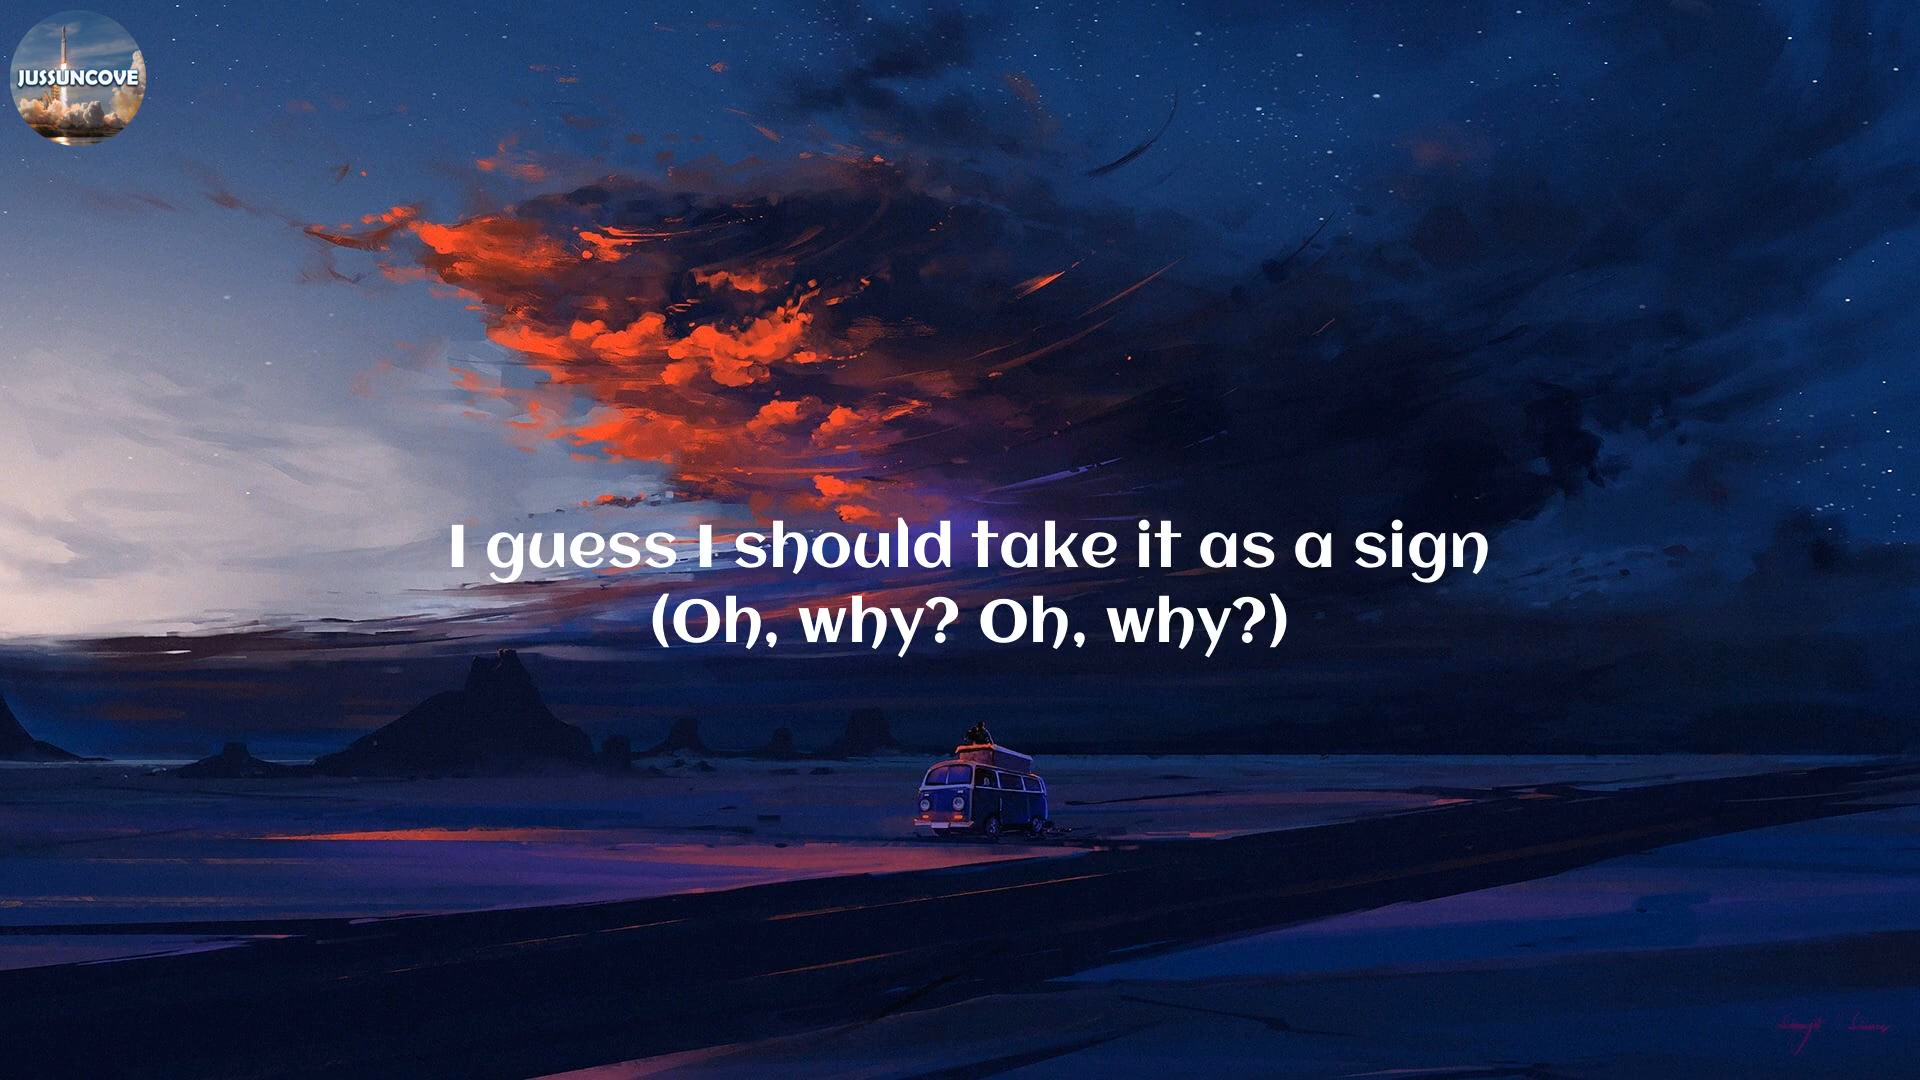 JUSSUNCOVE
I guess I should take it as a sign
(Oh, why? Oh, why?)